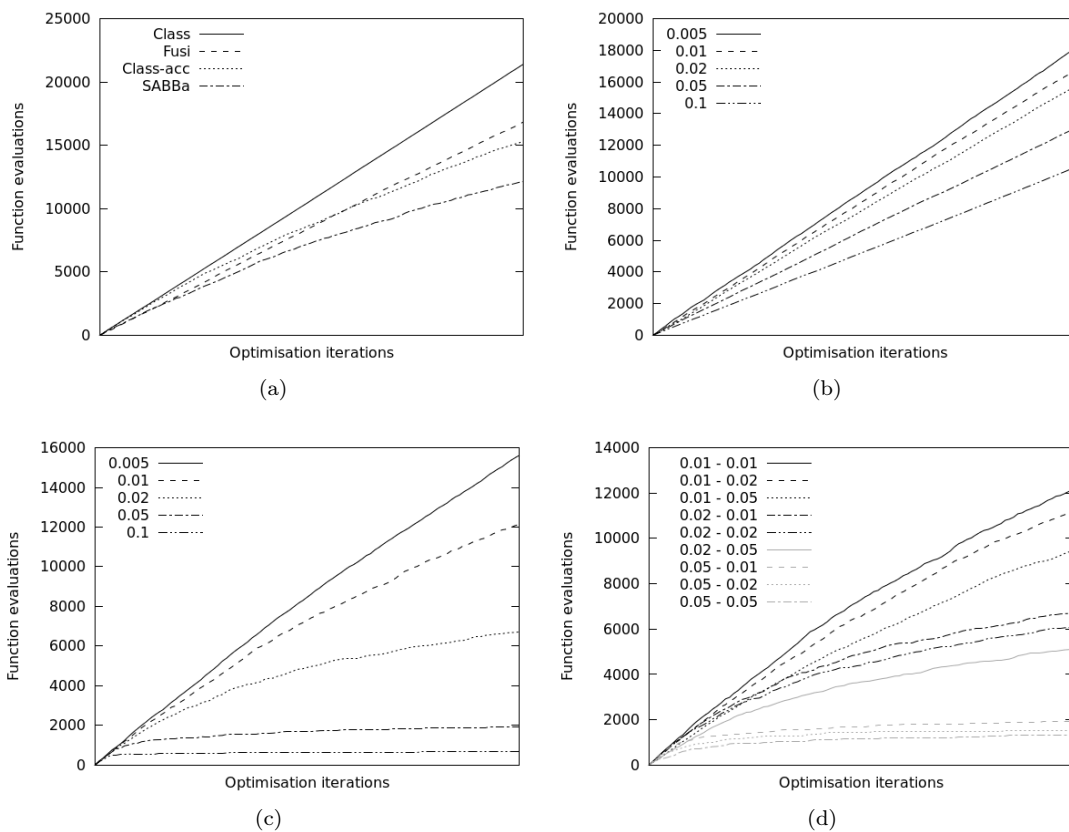 25000
20000
15000
10000
5000
0
Function evaluations
Class
Fusi
Class-acc
SABBa
Optimisation iterations
(a)
20000
18000
16000
14000
12000
10000
8000
6000
4000
2000
0
Function evaluations
0.005
0.01
0.02
0.05
0.1
Optimisation iterations
(b)
16000
14000
12000
10000
8000
6000
4000
2000
0
Function evaluations
0.005
0.01
0.02
0.05
0.1
Optimisation iterations
(c)
14000
12000
10000
8000
6000
4000
2000
0
Function evaluations
0.01 - 0.01
0.01 - 0.02
0.01 - 0.05
0.02 - 0.01
0.02 - 0.02
0.02 - 0.05
0.05 - 0.01
0.05 - 0.02
0.05 - 0.05
Optimisation iterations
(d)